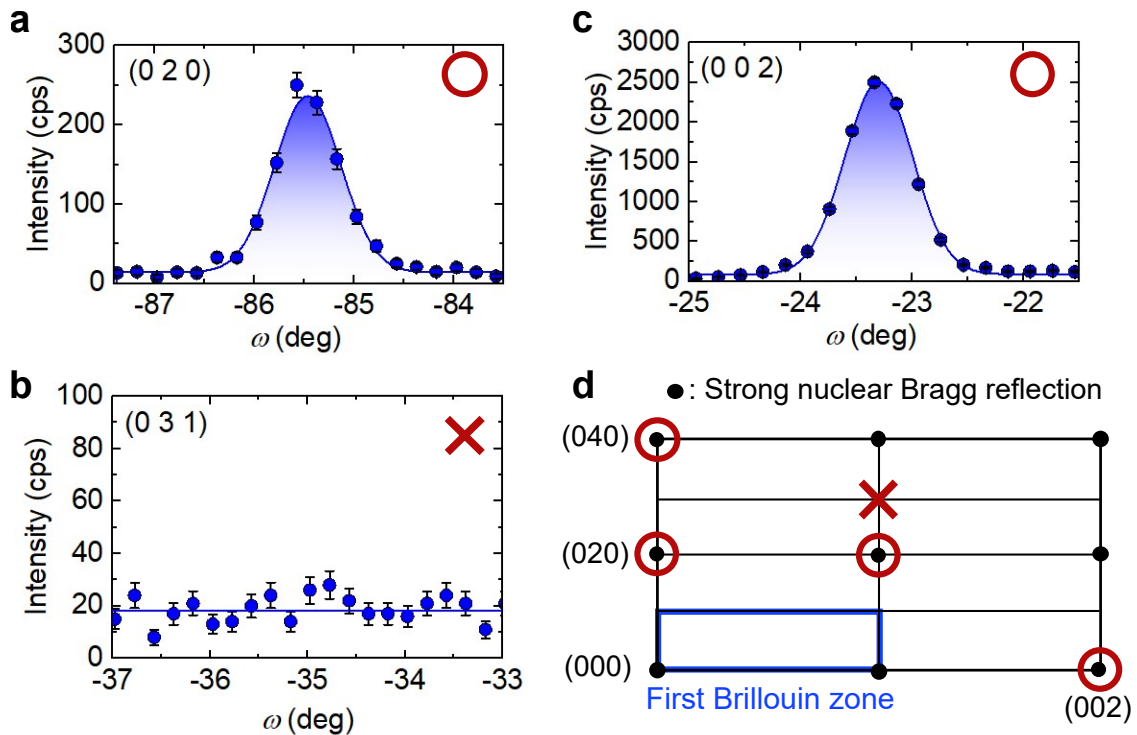 a
300
200
100
0
Intensity (cps)
(0 2 0)
-87
-86
-85
-84
ω (deg)
c
3000
2500
2000
1500
1000
500
0
Intensity (cps)
(0 0 2)
-25
-24
-23
-22
ω (deg)
b
100
80
60
40
20
0
Intensity (cps)
(0 3 1)
-37
-36
-35
-34
-33
ω (deg)
d
: Strong nuclear Bragg reflection
(040)
(020)
(000)
First Brillouin zone
(002)